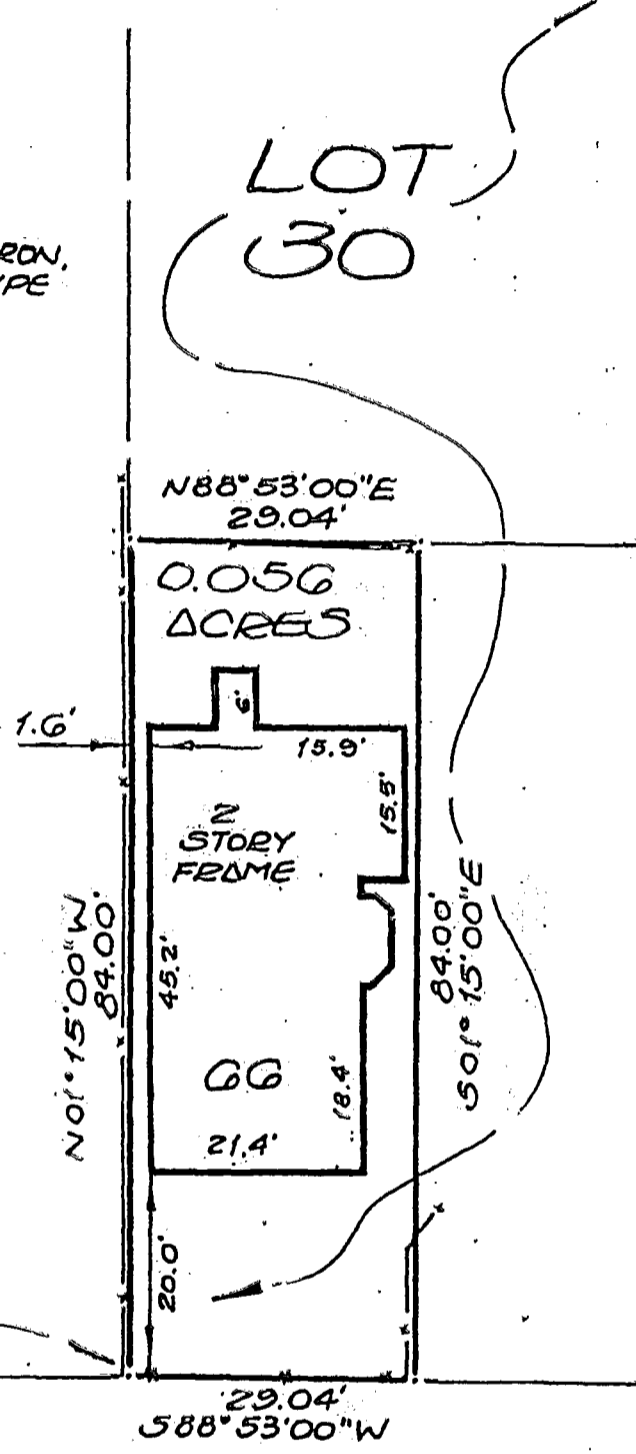 LOT
30
RON.
PE
N88°53'00"E
29.04'
0.056
ACRES
6'
1.6'
15.9'
15.5'
2
STORY
FRAME
N01°15'00"W
84.00'
45.2'
84.00'
S01°15'00"E
66
18.4'
21.4'
20.0'
29.04'
S88°53'00"W